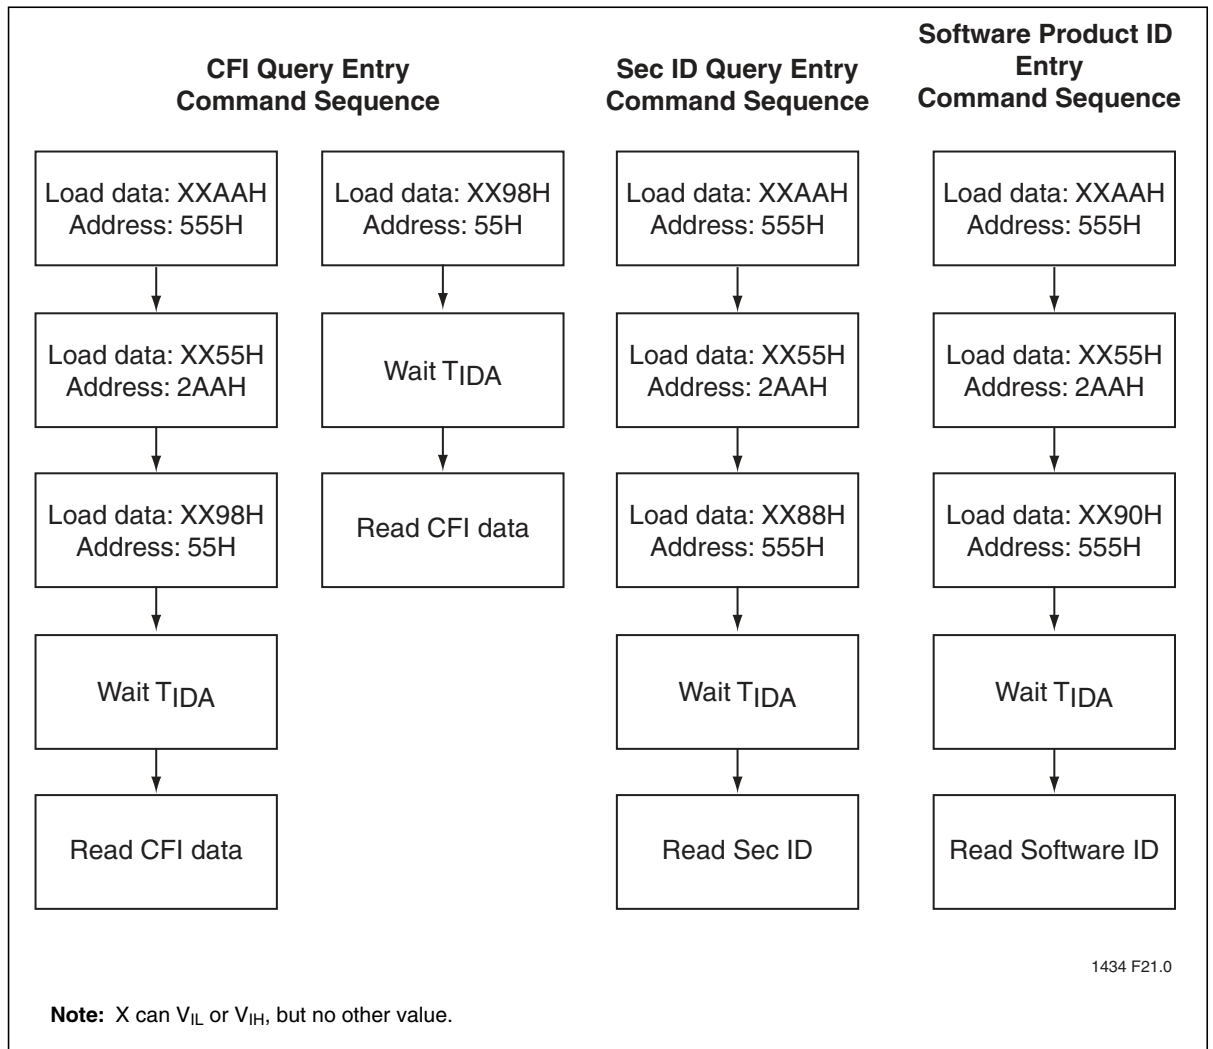 CFI Query Entry
Command Sequence
Load data: XXAAH
Address: 555H
Load data: XX55H
Address: 2AAH
Load data: XX98H
Address: 55H
Wait TIDA
Read CFI data
Load data: XX98H
Address: 55H
Wait TIDA
Read CFI data
Sec ID Query Entry
Command Sequence
Load data: XXAAH
Address: 555H
Load data: XX55H
Address: 2AAH
Load data: XX88H
Address: 555H
Wait TIDA
Read Sec ID
Software Product ID
Entry
Command Sequence
Load data: XXAAH
Address: 555H
Load data: XX55H
Address: 2AAH
Load data: XX90H
Address: 555H
Wait TIDA
Read Software ID
1434 F21.0
Note: X can VIL or VIH, but no other value.